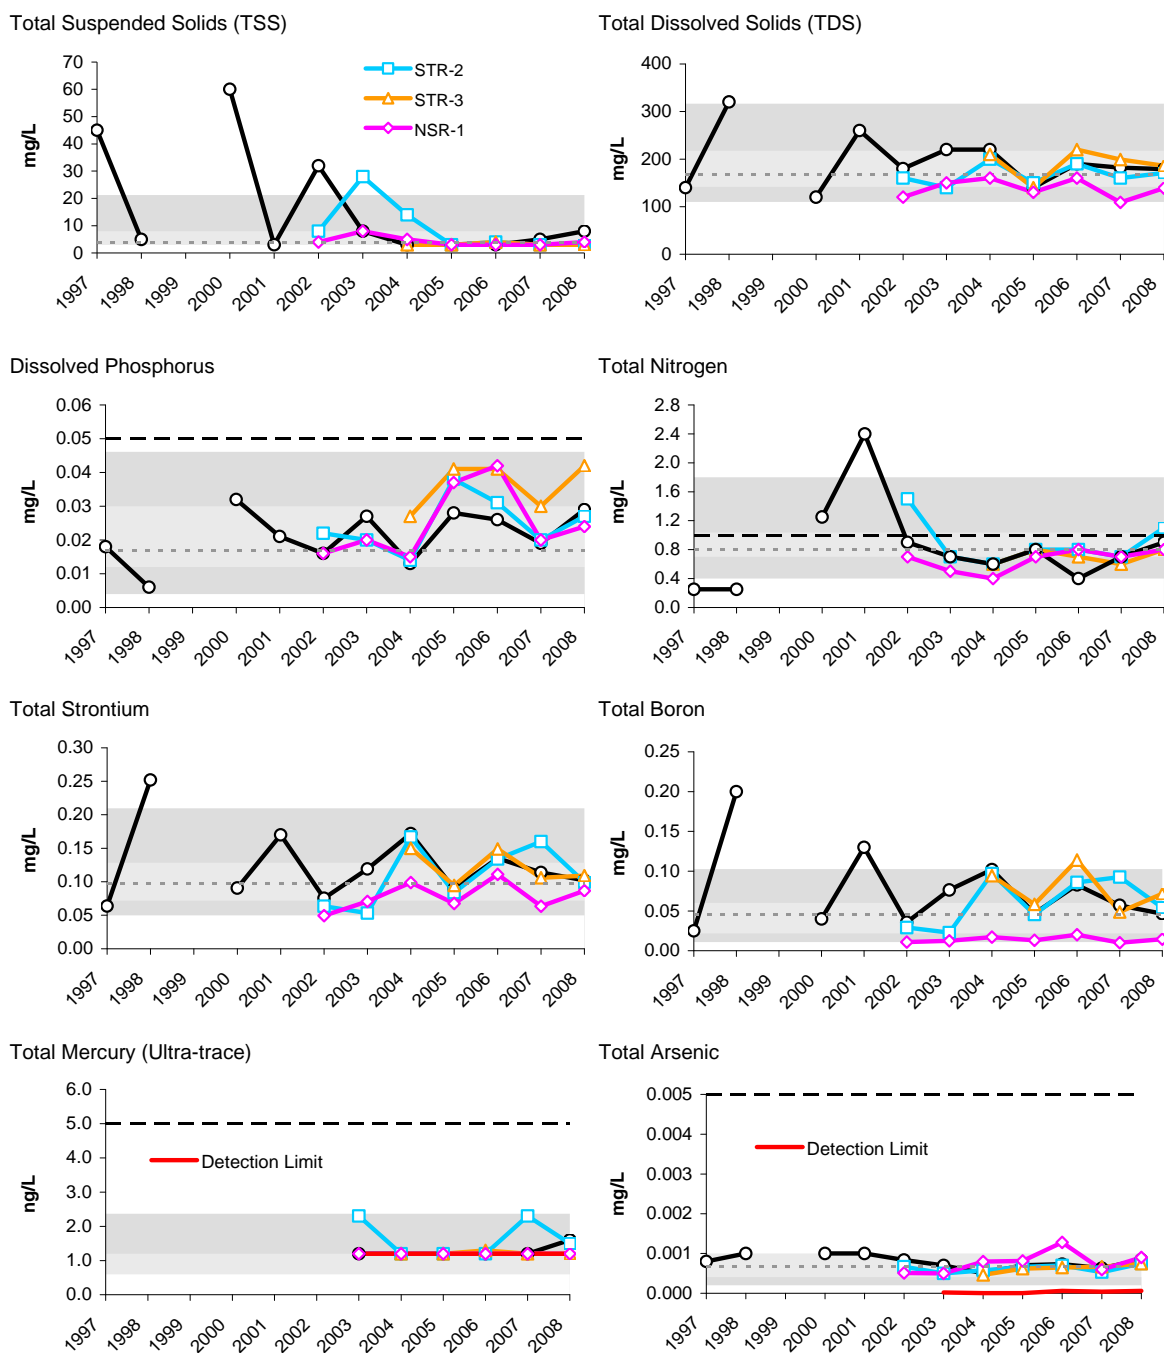 Total Suspended Solids (TSS)
70
60
50
40
30
20
10
0
mg/L
STR-2
STR-3
NSR-1
1997 1998 1999 2000 2001 2002 2003 2004 2005 2006 2007 2008
Total Dissolved Solids (TDS)
400
300
200
100
0
mg/L
1997 1998 1999 2000 2001 2002 2003 2004 2005 2006 2007 2008
Dissolved Phosphorus
0.06
0.05
0.04
0.03
0.02
0.01
0.00
mg/L
1997 1998 1999 2000 2001 2002 2003 2004 2005 2006 2007 2008
Total Nitrogen
2.8
2.4
2.0
1.6
1.2
0.8
0.4
0.0
mg/L
1997 1998 1999 2000 2001 2002 2003 2004 2005 2006 2007 2008
Total Strontium
0.30
0.25
0.20
0.15
0.10
0.05
0.00
mg/L
1997 1998 1999 2000 2001 2002 2003 2004 2005 2006 2007 2008
Total Boron
0.25
0.20
0.15
0.10
0.05
0.00
mg/L
1997 1998 1999 2000 2001 2002 2003 2004 2005 2006 2007 2008
Total Mercury (Ultra-trace)
6.0
5.0
4.0
3.0
2.0
1.0
0.0
ng/L
Detection Limit
1997 1998 1999 2000 2001 2002 2003 2004 2005 2006 2007 2008
Total Arsenic
0.005
0.004
0.003
0.002
0.001
0.000
mg/L
Detection Limit
1997 1998 1999 2000 2001 2002 2003 2004 2005 2006 2007 2008